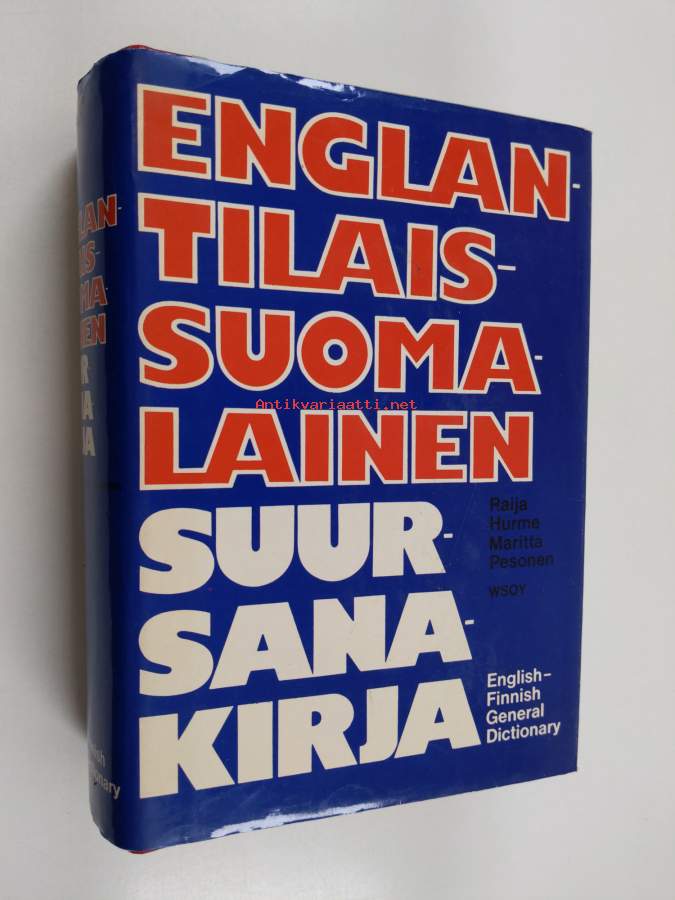 ENGLAN-
TILAIS-
SUOMA-
LAINEN
SUUR-
SANA-
KIRJA
Raija
Hurme
Maritta
Pesonen
WSOY
English–
Finnish
General
Dictionary
Antikvariaatti.net